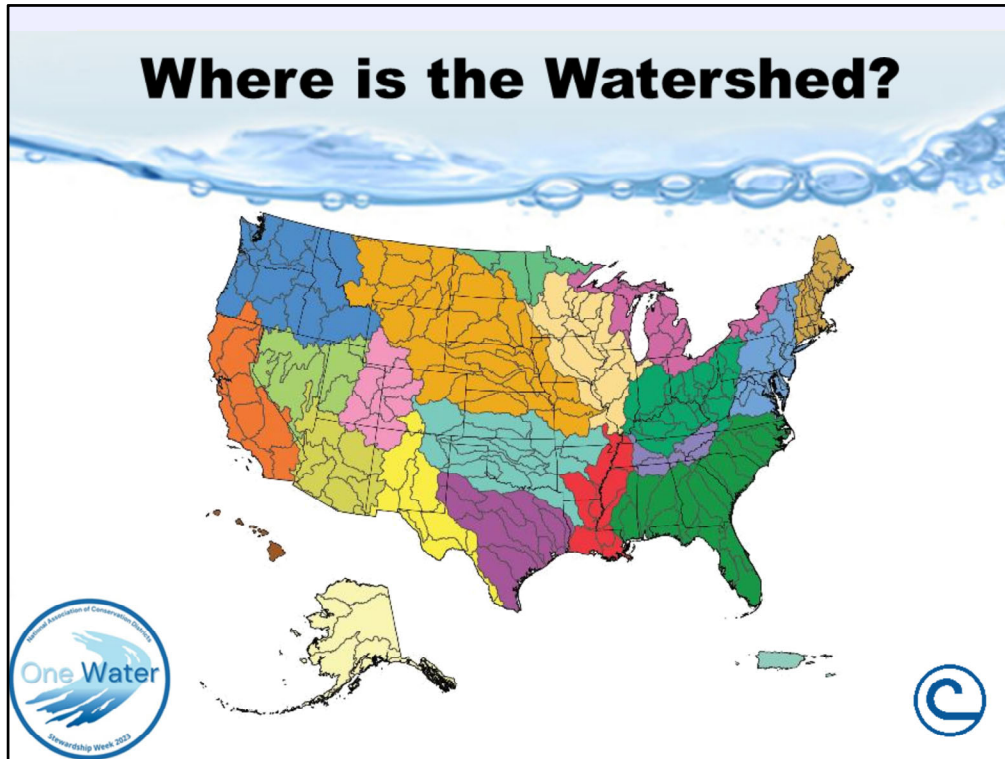 Where is the Watershed?
National Association of Conservation Districts
One Water
Stewardship Week 2023